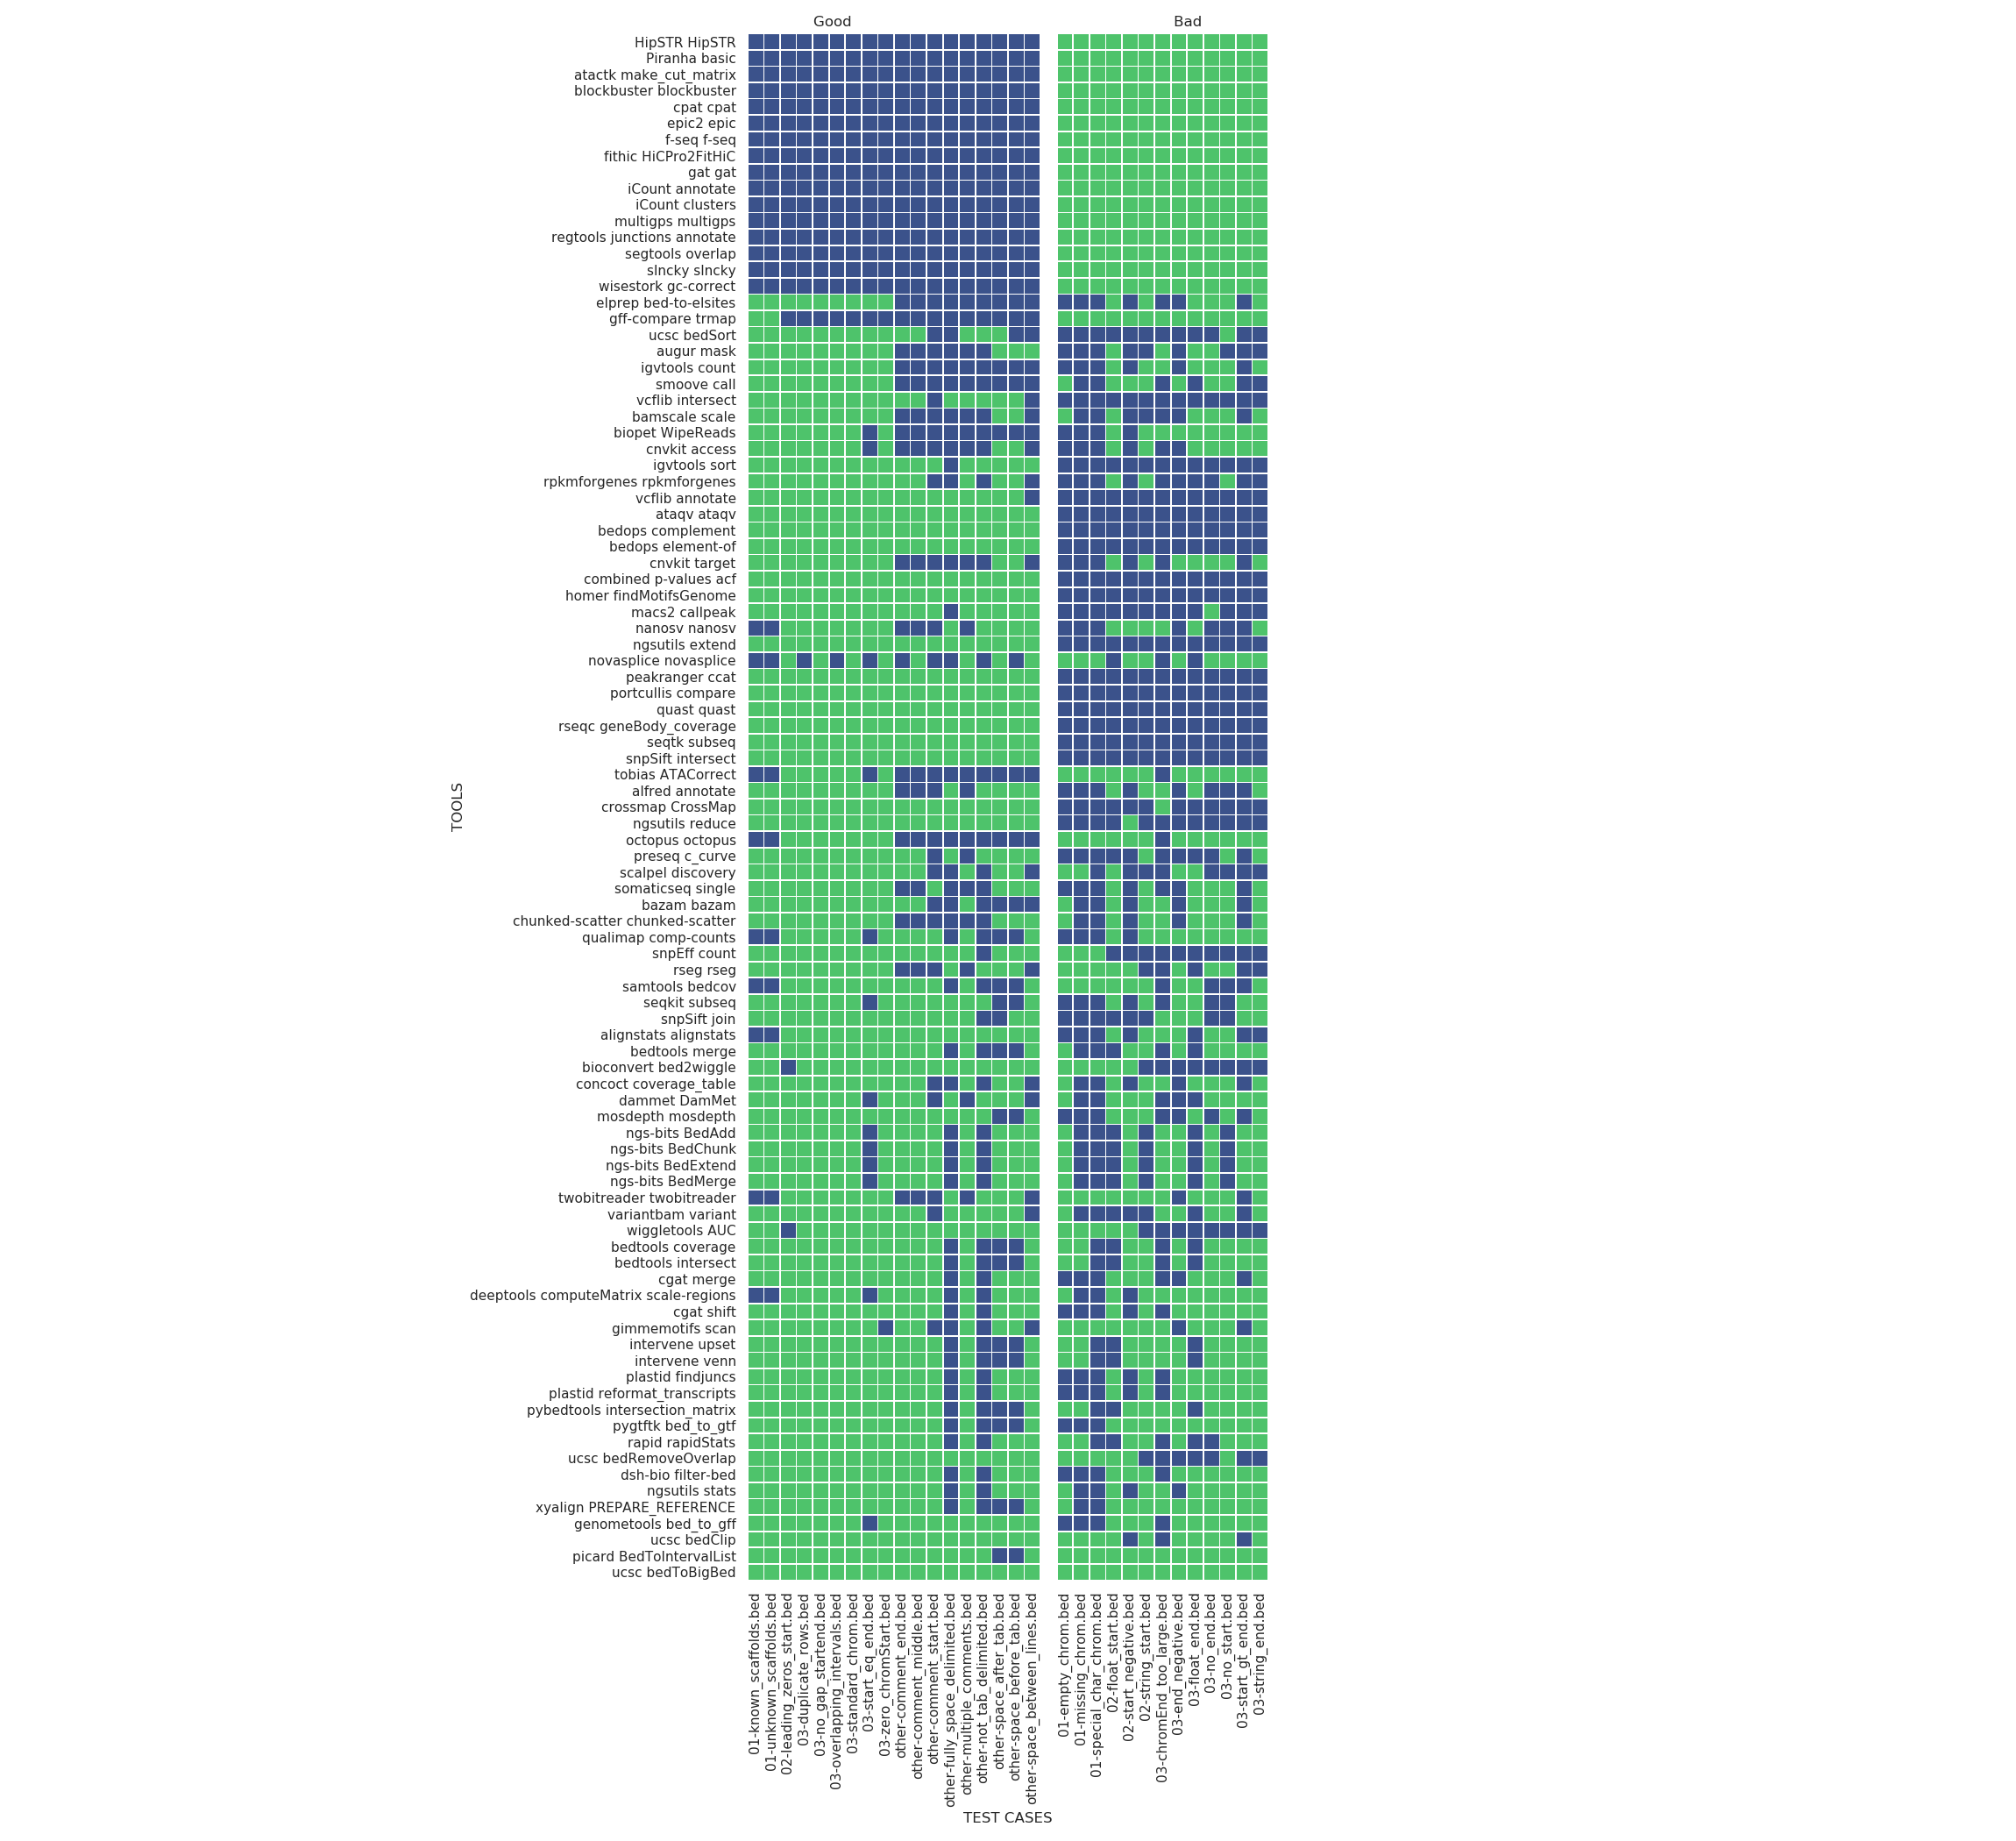 Good
Bad
HipSTR HipSTR
Piranha basic
atactk make_cut_matrix
blockbuster blockbuster
cpat cpat
epic2 epic
f-seq f-seq
fithic HiCPro2FitHiC
gat gat
iCount annotate
iCount clusters
multigps multigps
regtools junctions annotate
segtools overlap
slncky slncky
wisestork gc-correct
elprep bed-to-elsites
gff-compare trmap
ucsc bedSort
augur mask
igvtools count
smoove call
vcflib intersect
bamscale scale
biopet WipeReads
cnvkit access
igvtools sort
rpkmforgenes rpkmforgenes
vcflib annotate
ataqv ataqv
bedops complement
bedops element-of
cnvkit target
combined p-values acf
homer findMotifsGenome
macs2 callpeak
nanosv nanosv
ngsutils extend
novasplice novasplice
peakranger ccat
portcullis compare
quast quast
rseqc geneBody_coverage
seqtk subseq
snpSift intersect
tobias ATACorrect
alfred annotate
crossmap CrossMap
ngsutils reduce
octopus octopus
preseq c_curve
scalpel discovery
somaticseq single
bazam bazam
chunked-scatter chunked-scatter
qualimap comp-counts
snpEff count
rseg rseg
samtools bedcov
seqkit subseq
snpSift join
alignstats alignstats
bedtools merge
bioconvert bed2wiggle
concoct coverage_table
dammet DamMet
mosdepth mosdepth
ngs-bits BedAdd
ngs-bits BedChunk
ngs-bits BedExtend
ngs-bits BedMerge
twobitreader twobitreader
variantbam variant
wiggletools AUC
bedtools coverage
bedtools intersect
cgat merge
deeptools computeMatrix scale-regions
cgat shift
gimmemotifs scan
intervene upset
intervene venn
plastid findjuncs
plastid reformat_transcripts
pybedtools intersection_matrix
pygtftk bed_to_gtf
rapid rapidStats
ucsc bedRemoveOverlap
dsh-bio filter-bed
ngsutils stats
xyalign PREPARE_REFERENCE
genometools bed_to_gff
ucsc bedClip
picard BedToIntervalList
ucsc bedToBigBed
TOOLS
01-known_scaffolds.bed
01-unknown_scaffolds.bed
02-leading_zeros_start.bed
03-duplicate_rows.bed
03-no_gap_startend.bed
03-overlapping_intervals.bed
03-standard_chrom.bed
03-start_eq_end.bed
03-zero_chromStart.bed
other-comment_end.bed
other-comment_middle.bed
other-comment_start.bed
other-fully_space_delimited.bed
other-multiple_comments.bed
other-not_tab_delimited.bed
other-space_after_tab.bed
other-space_before_tab.bed
other-space_between_lines.bed
01-empty_chrom.bed
01-missing_chrom.bed
01-special_char_chrom.bed
02-float_start.bed
02-start_negative.bed
02-string_start.bed
03-chromEnd_too_large.bed
03-end_negative.bed
03-float_end.bed
03-no_end.bed
03-no_start.bed
03-start_gt_end.bed
03-string_end.bed
TEST CASES